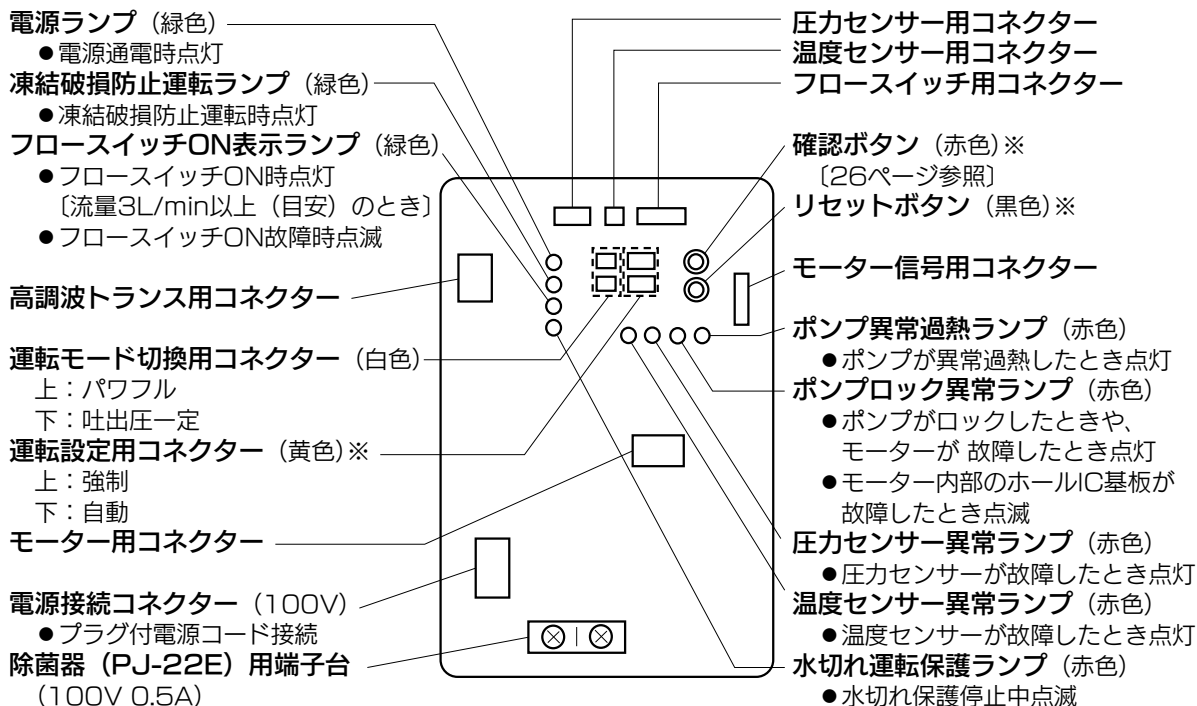 電源ランプ（緑色）
●電源通電時点灯
凍結破損防止運転ランプ（緑色）
●凍結破損防止運転時点灯
フロースイッチON表示ランプ（緑色）
●フロースイッチON時点灯
〔流量3L/min以上（目安）のとき〕
●フロースイッチON故障時点滅
高調波トランス用コネクター
運転モード切換用コネクター（白色）
上：パワフル
下：吐出圧一定
運転設定用コネクター（黄色）※
上：強制
下：自動
モーター用コネクター
電源接続コネクター（100V）
●プラグ付電源コード接続
除菌器（PJ-22E）用端子台
（100V 0.5A）
圧力センサー用コネクター
温度センサー用コネクター
フロースイッチ用コネクター
確認ボタン（赤色）※
〔26ページ参照〕
リセットボタン（黒色）※
モーター信号用コネクター
ポンプ異常過熱ランプ（赤色）
●ポンプが異常過熱したとき点灯
ポンプロック異常ランプ（赤色）
●ポンプがロックしたときや、
モーターが 故障したとき点灯
●モーター内部のホールIC基板が
故障したとき点滅
圧力センサー異常ランプ（赤色）
●圧力センサーが故障したとき点灯
温度センサー異常ランプ（赤色）
●温度センサーが故障したとき点灯
水切れ運転保護ランプ（赤色）
●水切れ保護停止中点滅